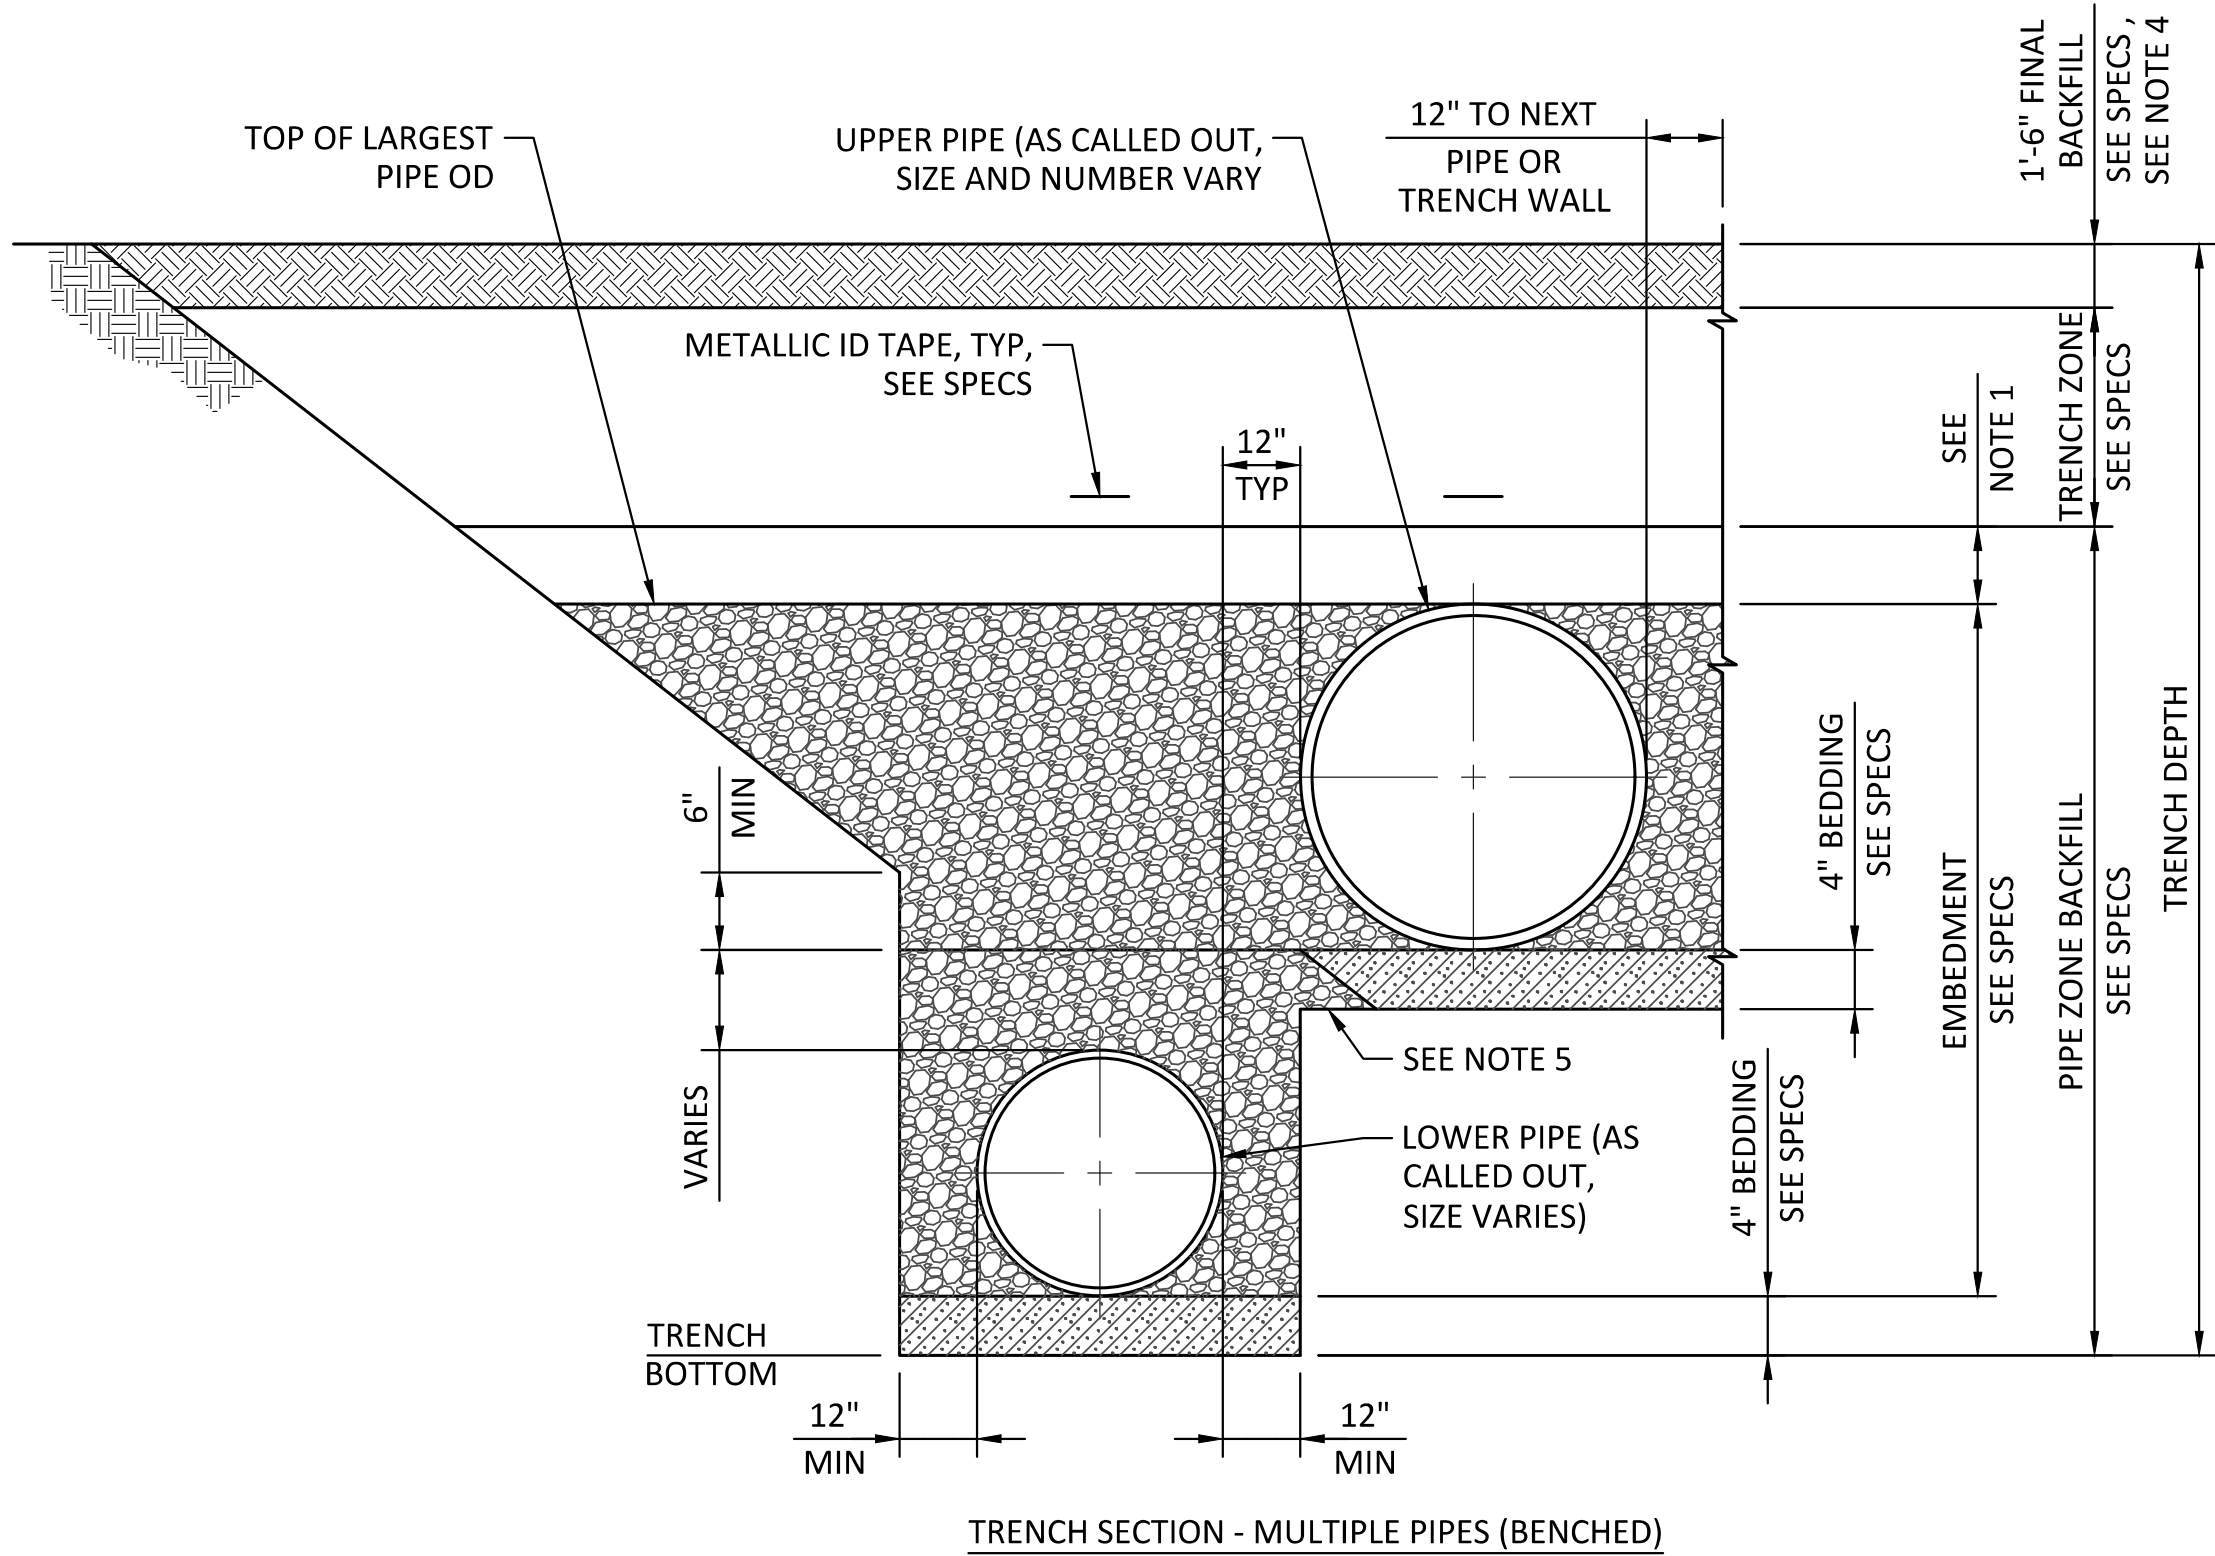 TOP OF LARGEST
PIPE OD
UPPER PIPE (AS CALLED OUT,
SIZE AND NUMBER VARY
12" TO NEXT
PIPE OR
TRENCH WALL
1'-6" FINAL
BACKFILL
SEE SPECS ,
SEE NOTE 4
METALLIC ID TAPE, TYP,
SEE SPECS
12"
TYP
SEE
NOTE 1
TRENCH ZONE
SEE SPECS
6"
MIN
VARIES
4" BEDDING
SEE SPECS
EMBEDMENT
SEE SPECS
PIPE ZONE BACKFILL
SEE SPECS
TRENCH DEPTH
SEE NOTE 5
LOWER PIPE (AS
CALLED OUT,
SIZE VARIES)
4" BEDDING
SEE SPECS
TRENCH
BOTTOM
12"
MIN
12"
MIN
TRENCH SECTION - MULTIPLE PIPES (BENCHED)